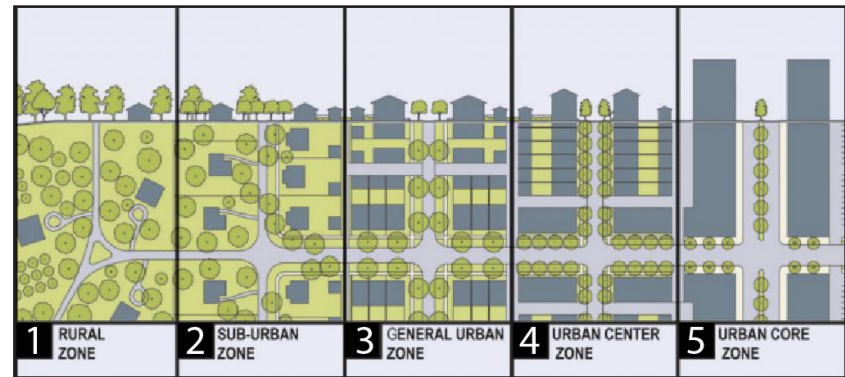 1 RURAL
ZONE
2 SUB-URBAN
ZONE
3 GENERAL URBAN
ZONE
4 URBAN CENTER
ZONE
5 URBAN CORE
ZONE